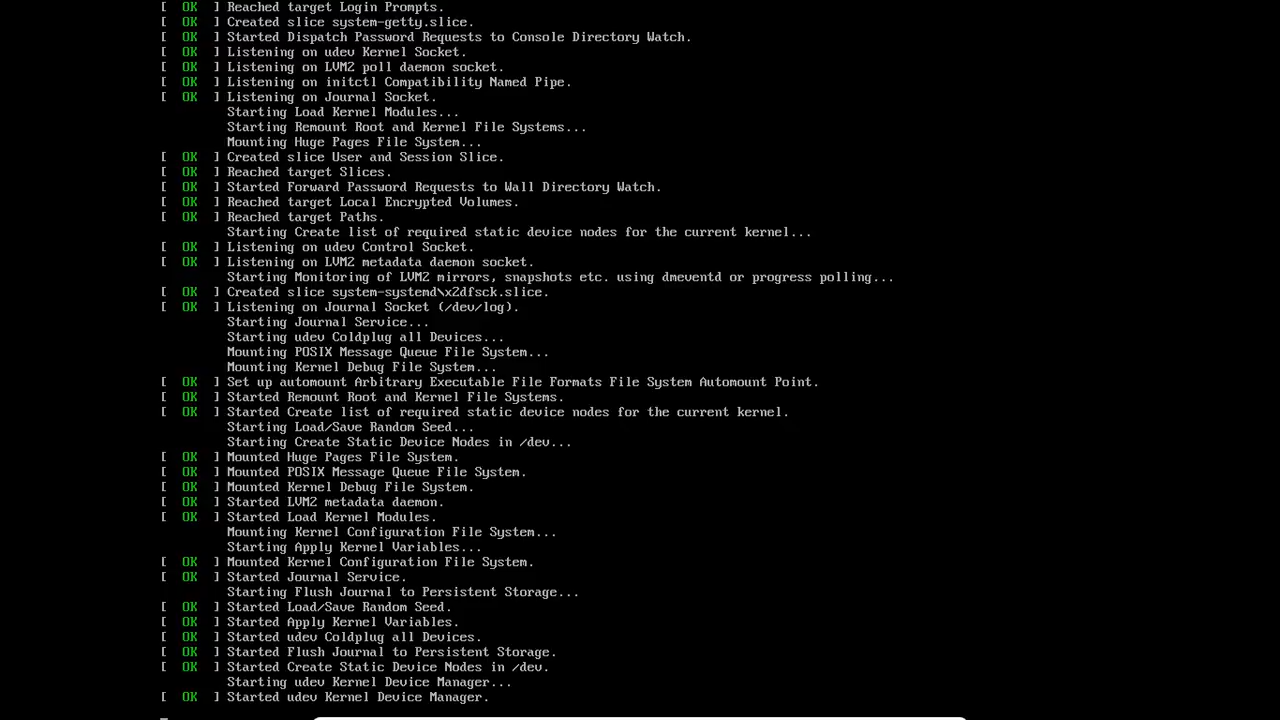 [  OK  ] Reached target Login Prompts.
[  OK  ] Created slice system-getty.slice.
[  OK  ] Started Dispatch Password Requests to Console Directory Watch.
[  OK  ] Listening on udev Kernel Socket.
[  OK  ] Listening on LVM2 poll daemon socket.
[  OK  ] Listening on initctl Compatibility Named Pipe.
[  OK  ] Listening on Journal Socket.
Starting Load Kernel Modules...
Starting Remount Root and Kernel File Systems...
Mounting Huge Pages File System...
[  OK  ] Created slice User and Session Slice.
[  OK  ] Reached target Slices.
[  OK  ] Started Forward Password Requests to Wall Directory Watch.
[  OK  ] Reached target Local Encrypted Volumes.
[  OK  ] Reached target Paths.
Starting Create list of required static device nodes for the current kernel...
[  OK  ] Listening on udev Control Socket.
[  OK  ] Listening on LVM2 metadata daemon socket.
Starting Monitoring of LVM2 mirrors, snapshots etc. using dmeventd or progress polling...
[  OK  ] Created slice system-systemd\x2dfsck.slice.
[  OK  ] Listening on Journal Socket (/dev/log).
Starting Journal Service...
Starting udev Coldplug all Devices...
Mounting POSIX Message Queue File System...
Mounting Kernel Debug File System...
[  OK  ] Set up automount Arbitrary Executable File Formats File System Automount Point.
[  OK  ] Started Remount Root and Kernel File Systems.
[  OK  ] Started Create list of required static device nodes for the current kernel.
Starting Load/Save Random Seed...
Starting Create Static Device Nodes in /dev...
[  OK  ] Mounted Huge Pages File System.
[  OK  ] Mounted POSIX Message Queue File System.
[  OK  ] Mounted Kernel Debug File System.
[  OK  ] Started LVM2 metadata daemon.
[  OK  ] Started Load Kernel Modules.
Mounting Kernel Configuration File System...
Starting Apply Kernel Variables...
[  OK  ] Mounted Kernel Configuration File System.
[  OK  ] Started Journal Service.
Starting Flush Journal to Persistent Storage...
[  OK  ] Started Load/Save Random Seed.
[  OK  ] Started Apply Kernel Variables.
[  OK  ] Started udev Coldplug all Devices.
[  OK  ] Started Flush Journal to Persistent Storage.
[  OK  ] Started Create Static Device Nodes in /dev.
Starting udev Kernel Device Manager...
[  OK  ] Started udev Kernel Device Manager.